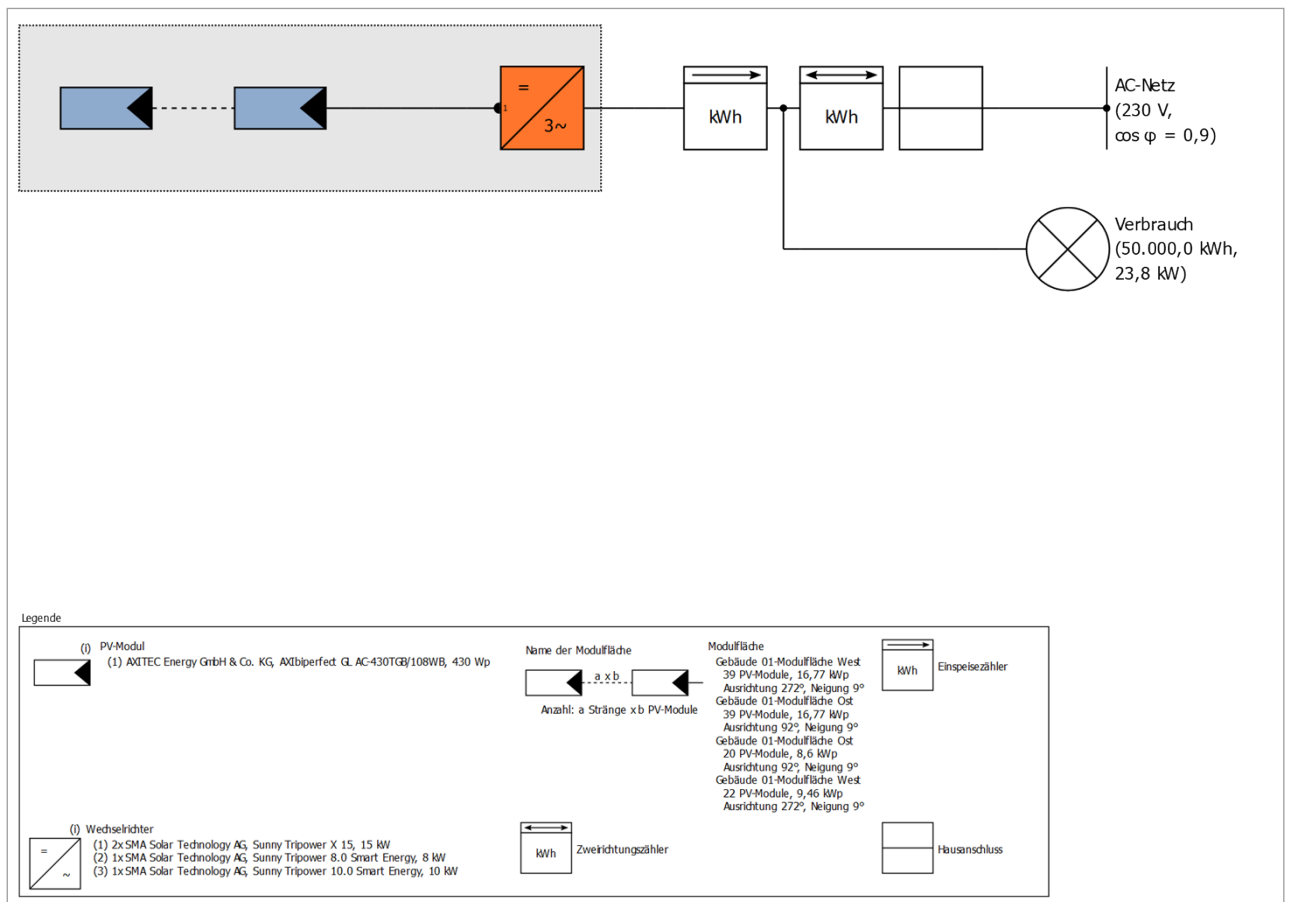 =
1
3~
kWh
kWh
AC-Netz
(230 V,
cos φ = 0,9)
Verbrauch
(50.000,0 kWh,
23,8 kW)
Legende
(i) PV-Modul
(1) AXITEC Energy GmbH & Co. KG, AXIbiperfect GL AC-430TGB/108WB, 430 Wp
Name der Modulfläche
a x b
Anzahl: a Stränge x b PV-Module
Modulfläche
Gebäude 01-Modulfläche West
39 PV-Module, 16,77 kWp
Ausrichtung 272°, Neigung 9°
Gebäude 01-Modulfläche Ost
39 PV-Module, 16,77 kWp
Ausrichtung 92°, Neigung 9°
Gebäude 01-Modulfläche Ost
20 PV-Module, 8,6 kWp
Ausrichtung 92°, Neigung 9°
Gebäude 01-Modulfläche West
22 PV-Module, 9,46 kWp
Ausrichtung 272°, Neigung 9°
kWh
Einspeisezähler
(i) Wechselrichter
=
~
(1) 2x SMA Solar Technology AG, Sunny Tripower X 15, 15 kW
(2) 1x SMA Solar Technology AG, Sunny Tripower 8.0 Smart Energy, 8 kW
(3) 1x SMA Solar Technology AG, Sunny Tripower 10.0 Smart Energy, 10 kW
kWh
Zweirichtungszähler
Hausanschluss